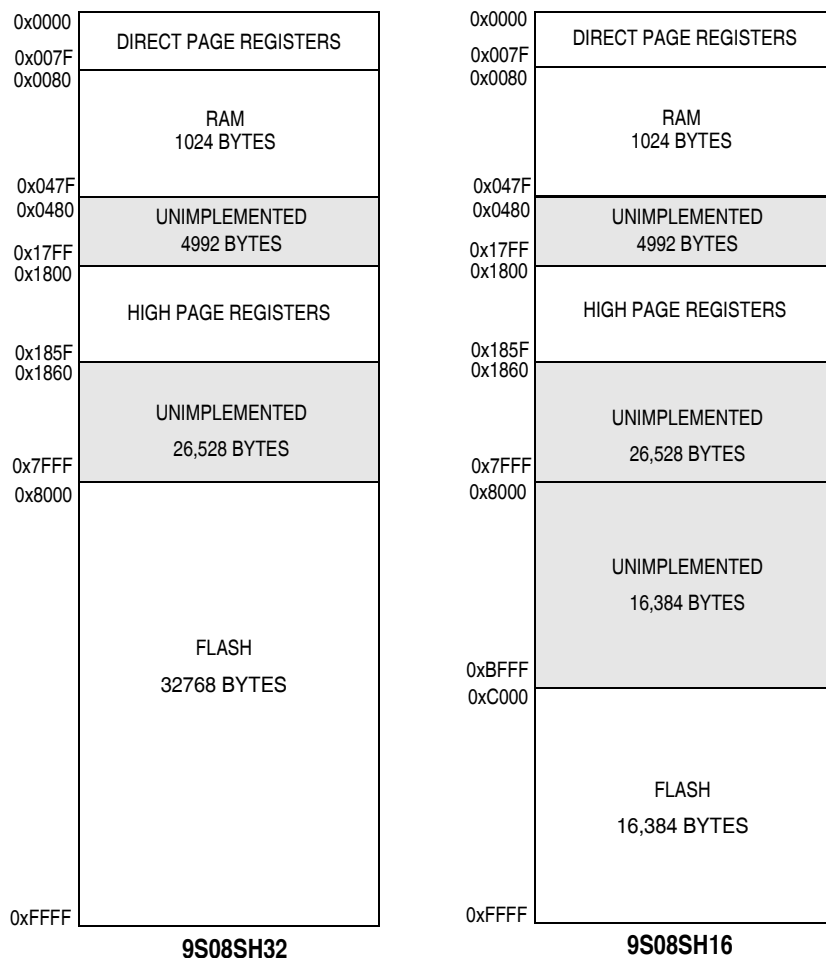 0x0000
DIRECT PAGE REGISTERS
0x007F
0x0080
RAM
1024 BYTES
0x047F
0x0480
UNIMPLEMENTED
4992 BYTES
0x17FF
0x1800
HIGH PAGE REGISTERS
0x185F
0x1860
UNIMPLEMENTED
26,528 BYTES
0x7FFF
0x8000
FLASH
32768 BYTES
0xFFFF
9S08SH32
0x0000
DIRECT PAGE REGISTERS
0x007F
0x0080
RAM
1024 BYTES
0x047F
0x0480
UNIMPLEMENTED
4992 BYTES
0x17FF
0x1800
HIGH PAGE REGISTERS
0x185F
0x1860
UNIMPLEMENTED
26,528 BYTES
0x7FFF
0x8000
UNIMPLEMENTED
16,384 BYTES
0xBFFF
0xC000
FLASH
16,384 BYTES
0xFFFF
9S08SH16